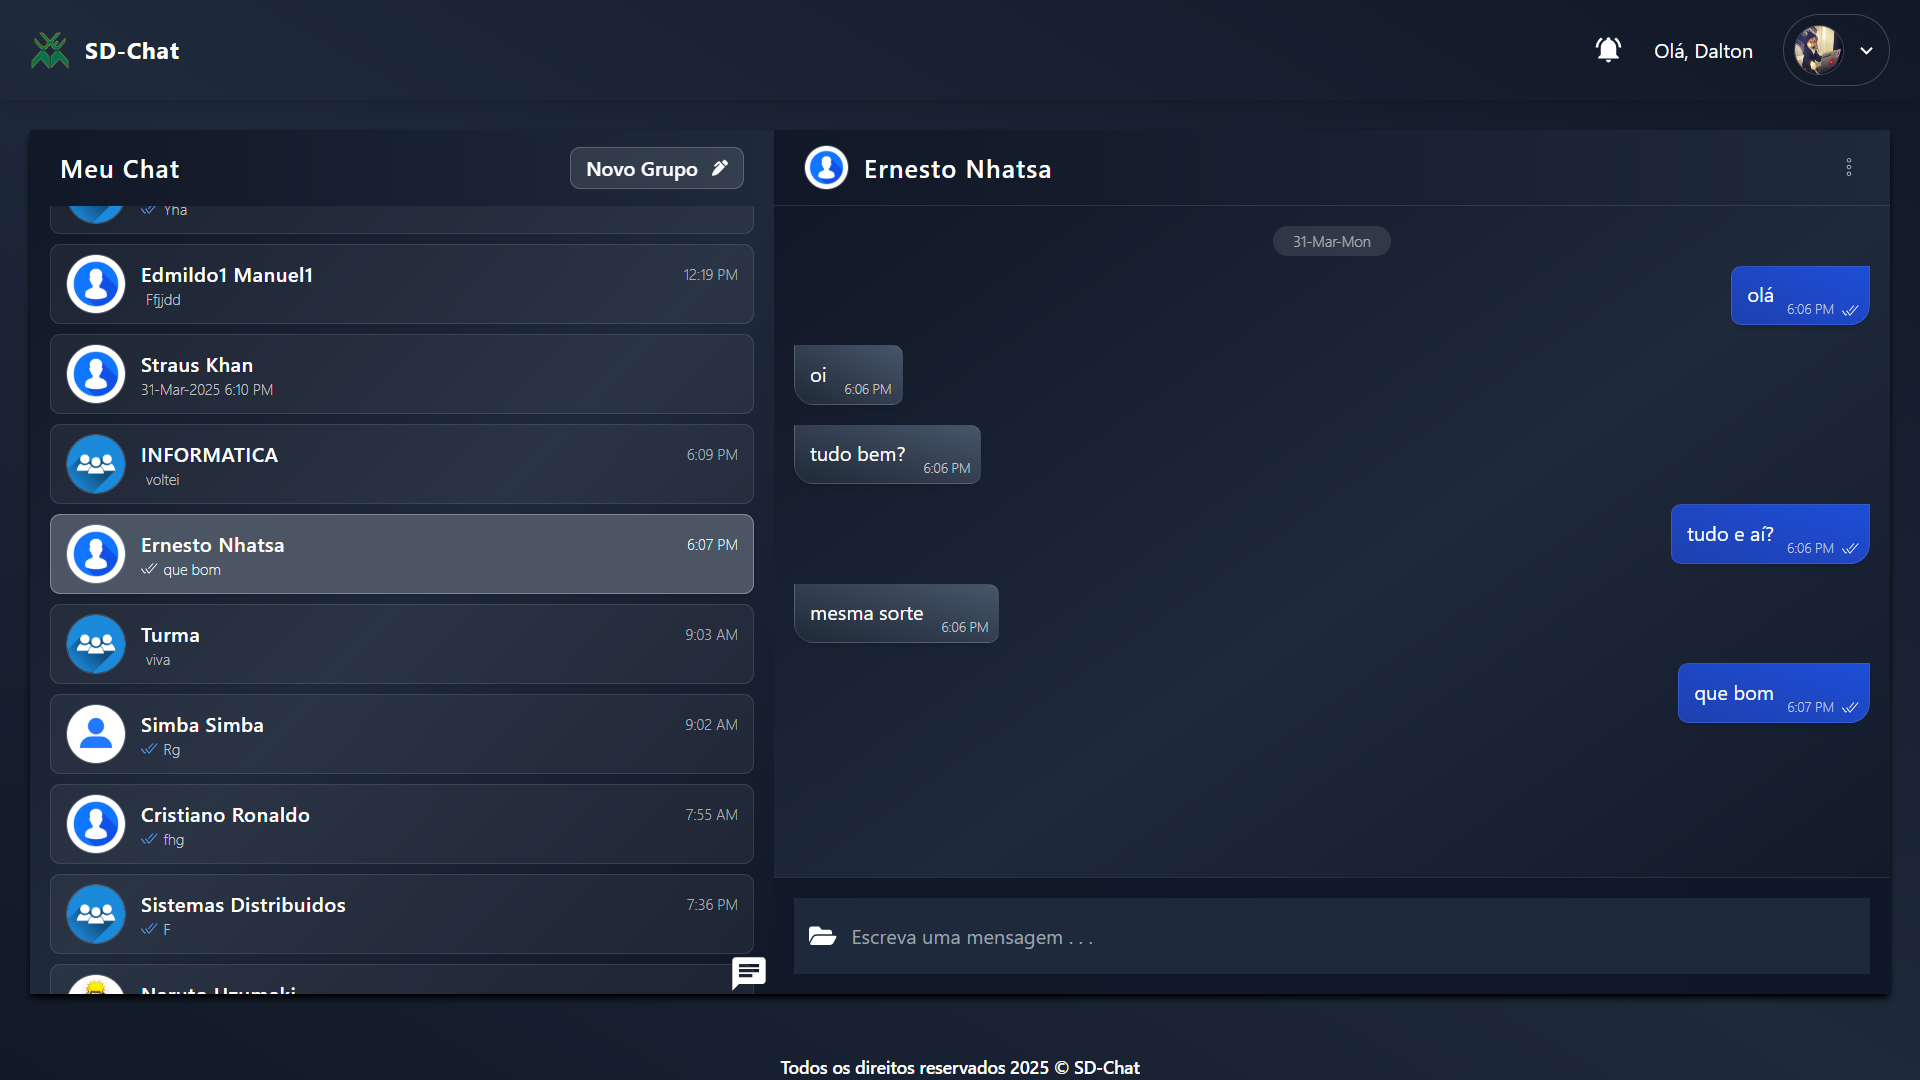 SD-Chat
Olá, Dalton
Meu Chat
Novo Grupo
Yha
Edmildo1 Manuel1
12:19 PM
Ffjjdd
Straus Khan
31-Mar-2025 6:10 PM
INFORMATICA
6:09 PM
voltei
Ernesto Nhatsa
6:07 PM
que bom
Turma
9:03 AM
viva
Simba Simba
9:02 AM
Rg
Cristiano Ronaldo
7:55 AM
fhg
Sistemas Distribuidos
7:36 PM
F
Naruto Uzumaki
Ernesto Nhatsa
31-Mar-Mon
olá
6:06 PM
oi
6:06 PM
tudo bem?
6:06 PM
tudo e aí?
6:06 PM
mesma sorte
6:06 PM
que bom
6:07 PM
Escreva uma mensagem . . .
Todos os direitos reservados 2025 © SD-Chat